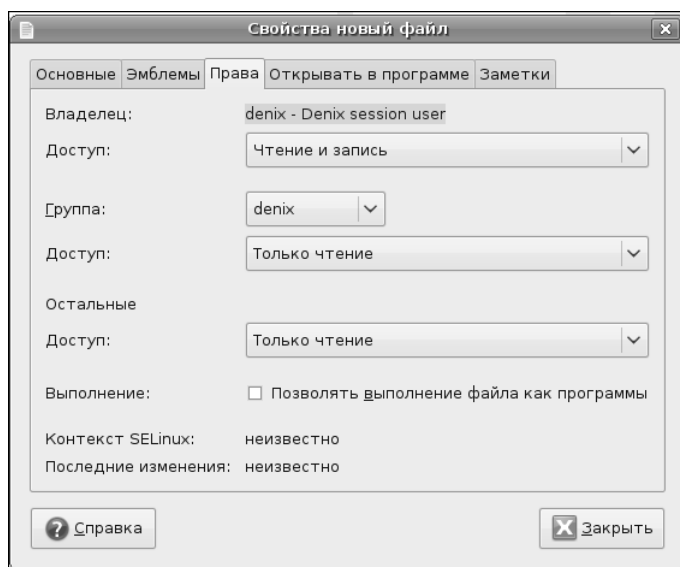 Свойства новый файл
Основные Эмблемы Права Открывать в программе Заметки
Владелец: denix - Denix session user
Доступ: Чтение и запись
Группа: denix
Доступ: Только чтение
Остальные
Доступ: Только чтение
Выполнение: Позволять выполнение файла как программы
Контекст SELinux: неизвестно
Последние изменения: неизвестно
Справка Закрыть